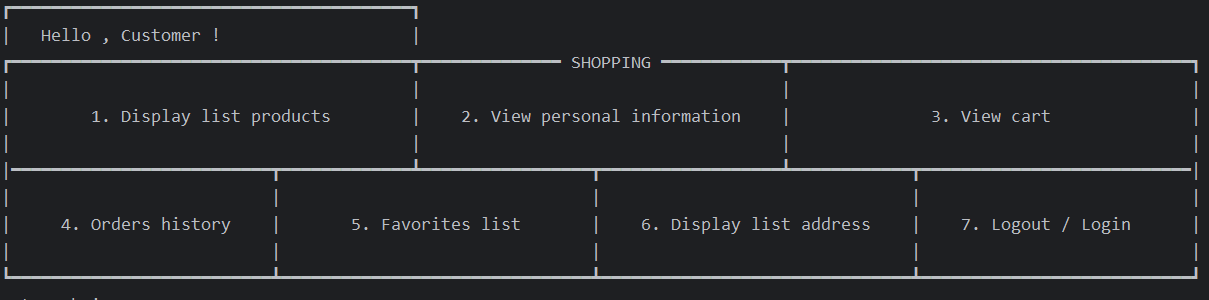 Hello , Customer !
SHOPPING
1. Display list products 2. View personal information 3. View cart
4. Orders history 5. Favorites list 6. Display list address 7. Logout / Login